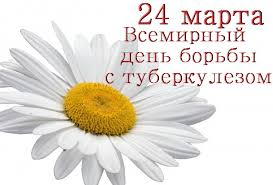 24 марта
Всемирный
день борьбы
с туберкулезом